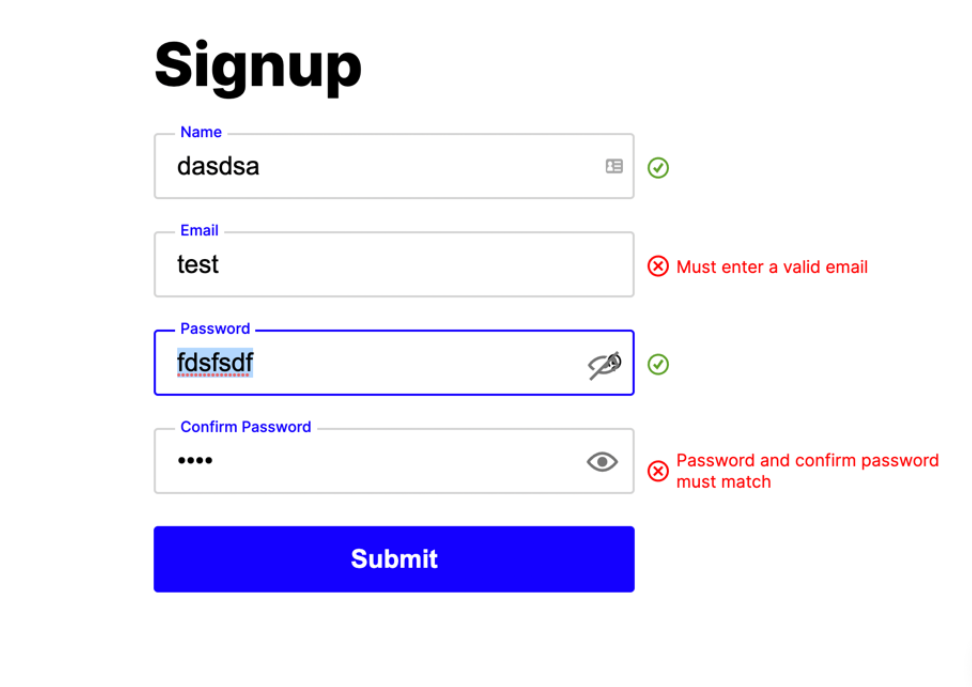 Signup
Name
dasdsa
Email
test
Must enter a valid email
Password
fdsfsdf
Confirm Password
••••
Password and confirm password
must match
Submit